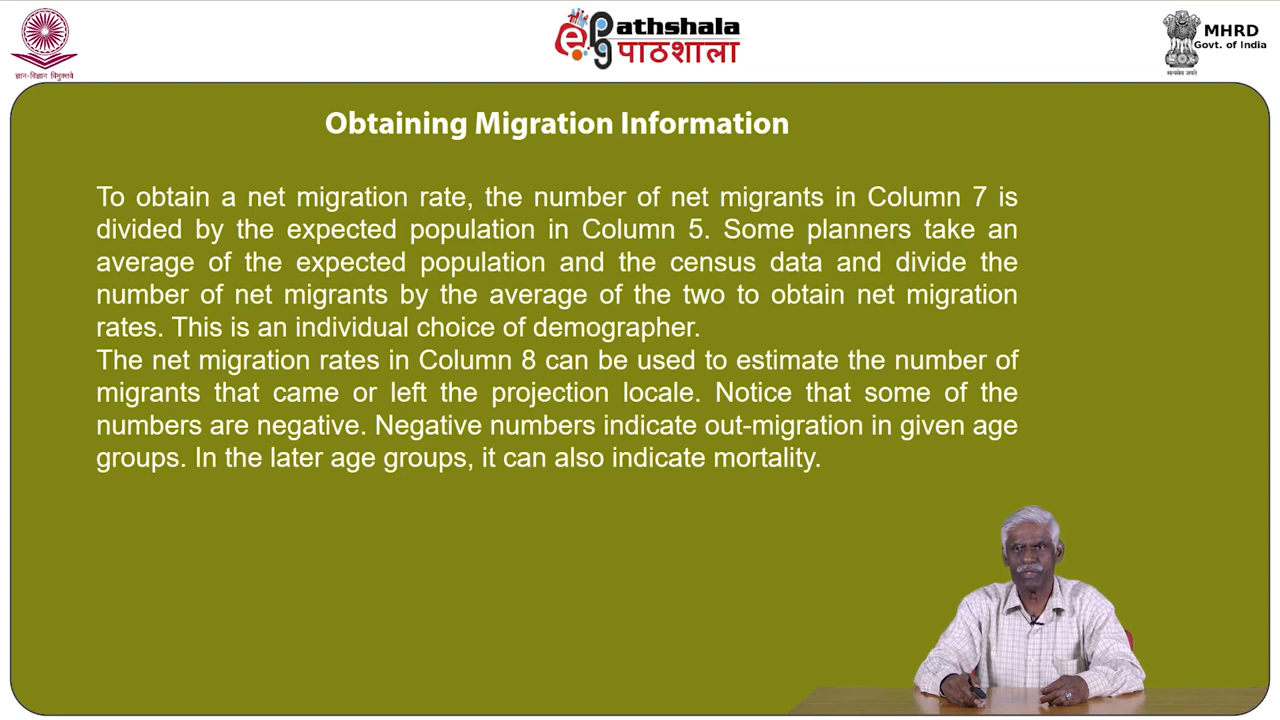 ज्ञान-विज्ञान विमुक्तये
ePathshala
पाठशाला
MHRD
Govt. of India
सत्यमेव जयते
Obtaining Migration Information
To obtain a net migration rate, the number of net migrants in Column 7 is
divided by the expected population in Column 5. Some planners take an
average of the expected population and the census data and divide the
number of net migrants by the average of the two to obtain net migration
rates. This is an individual choice of demographer.
The net migration rates in Column 8 can be used to estimate the number of
migrants that came or left the projection locale. Notice that some of the
numbers are negative. Negative numbers indicate out-migration in given age
groups. In the later age groups, it can also indicate mortality.